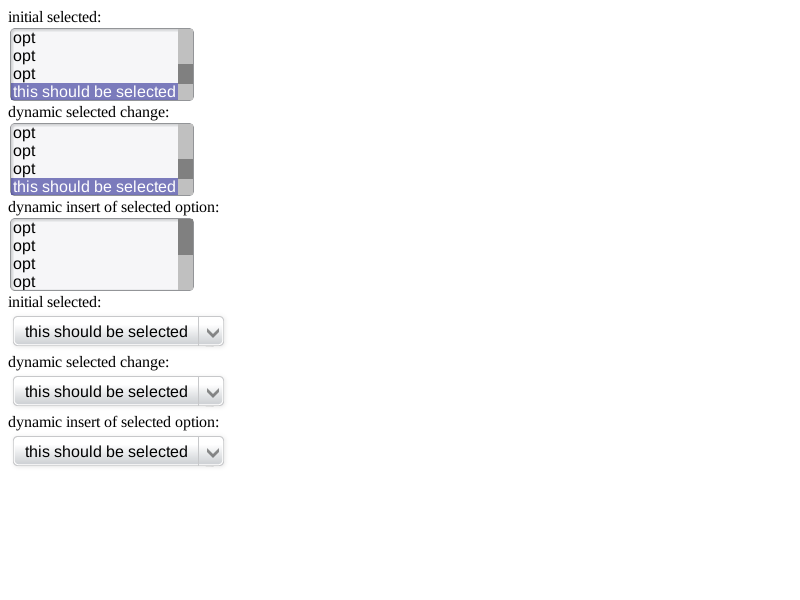 initial selected:
opt
opt
opt
this should be selected
dynamic selected change:
opt
opt
opt
this should be selected
dynamic insert of selected option:
opt
opt
opt
opt
initial selected:
this should be selected
dynamic selected change:
this should be selected
dynamic insert of selected option:
this should be selected